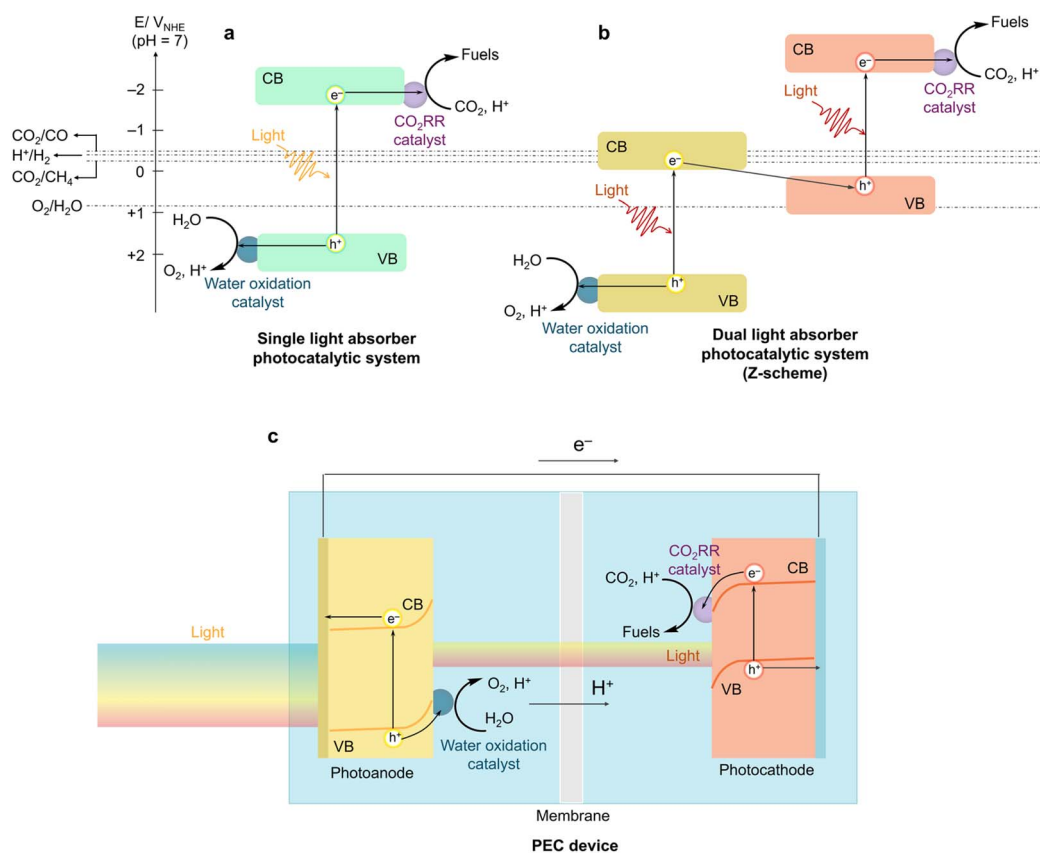 E/ V_NHE
(pH = 7)
−2
−1
0
+1
+2
CO₂/CO
H⁺/H₂
CO₂/CH₄
O₂/H₂O
a
CB
e⁻
Fuels
CO₂, H⁺
CO₂RR
catalyst
Light
H₂O
h⁺
VB
O₂, H⁺
Water oxidation
catalyst
Single light absorber
photocatalytic system
b
CB
e⁻
Fuels
CO₂, H⁺
CO₂RR
catalyst
Light
CB
e⁻
h⁺
VB
Light
H₂O
h⁺
VB
O₂, H⁺
Water oxidation
catalyst
Dual light absorber
photocatalytic system
(Z-scheme)
c
e⁻
Light
e⁻
CB
VB
h⁺
Photoanode
O₂, H⁺
H₂O
Water oxidation
catalyst
H⁺
Membrane
CO₂RR
catalyst
CO₂, H⁺
Fuels
Light
e⁻
CB
VB
h⁺
Photocathode
PEC device